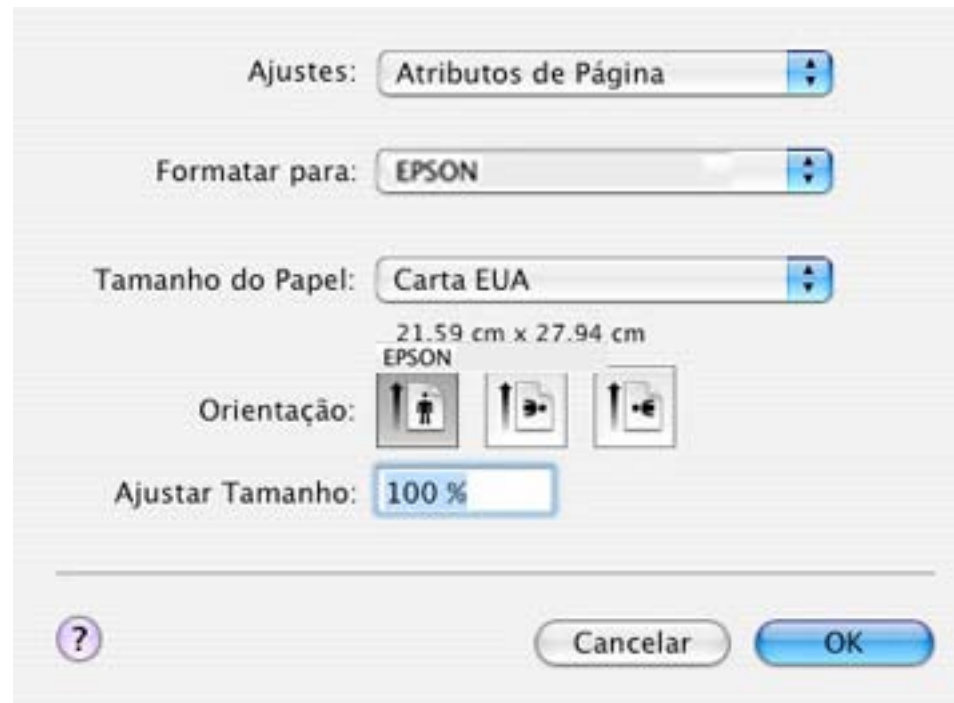 Ajustes: Atributos de Página
Formatar para: EPSON
Tamanho do Papel: Carta EUA
21.59 cm x 27.94 cm
EPSON
Orientação:
Ajustar Tamanho: 100 %
? Cancelar OK